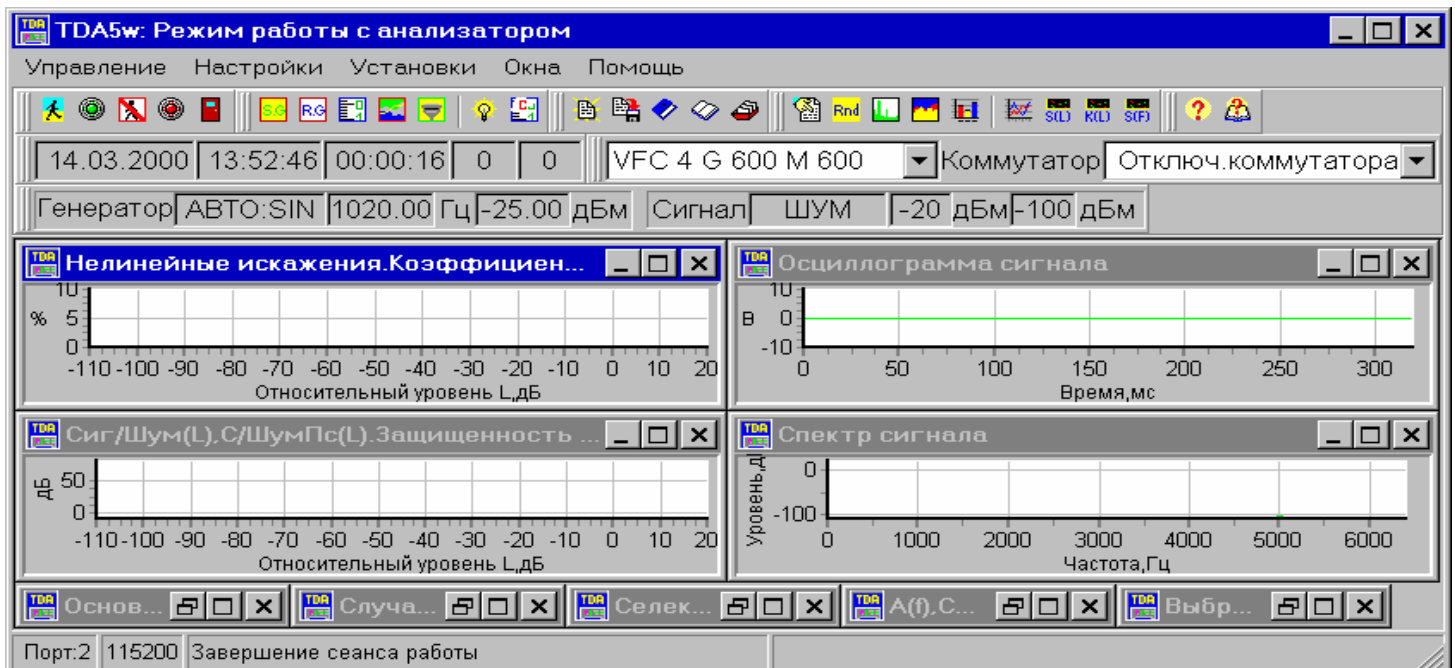 TDA5w: Режим работы с анализатором
Управление Настройки Установки Окна Помощь
S.G R.G Rnd S(L) K(L) S(F)
14.03.2000 13:52:46 00:00:16 0 0 VFC 4 G 600 M 600 Коммутатор Отключ.коммутатора
Генератор АВТО:SIN 1020.00 Гц -25.00 дБм Сигнал ШУМ -20 дБм -100 дБм
Нелинейные искажения.Коэффициен...
10
% 5
0
-110 -100 -90 -80 -70 -60 -50 -40 -30 -20 -10 0 10 20
Относительный уровень L,дБ
Осциллограмма сигнала
10
В 0
-10
0 50 100 150 200 250 300
Время,мс
Сиг/Шум(L),С/ШумПс(L).Защищенность ...
дБ 50
0
-110 -100 -90 -80 -70 -60 -50 -40 -30 -20 -10 0 10 20
Относительный уровень L,дБ
Спектр сигнала
Уровень,д
0
-100
0 1000 2000 3000 4000 5000 6000
Частота,Гц
Основ... Случа... Селек... A(f),С... Выбр...
Порт:2 115200 Завершение сеанса работы